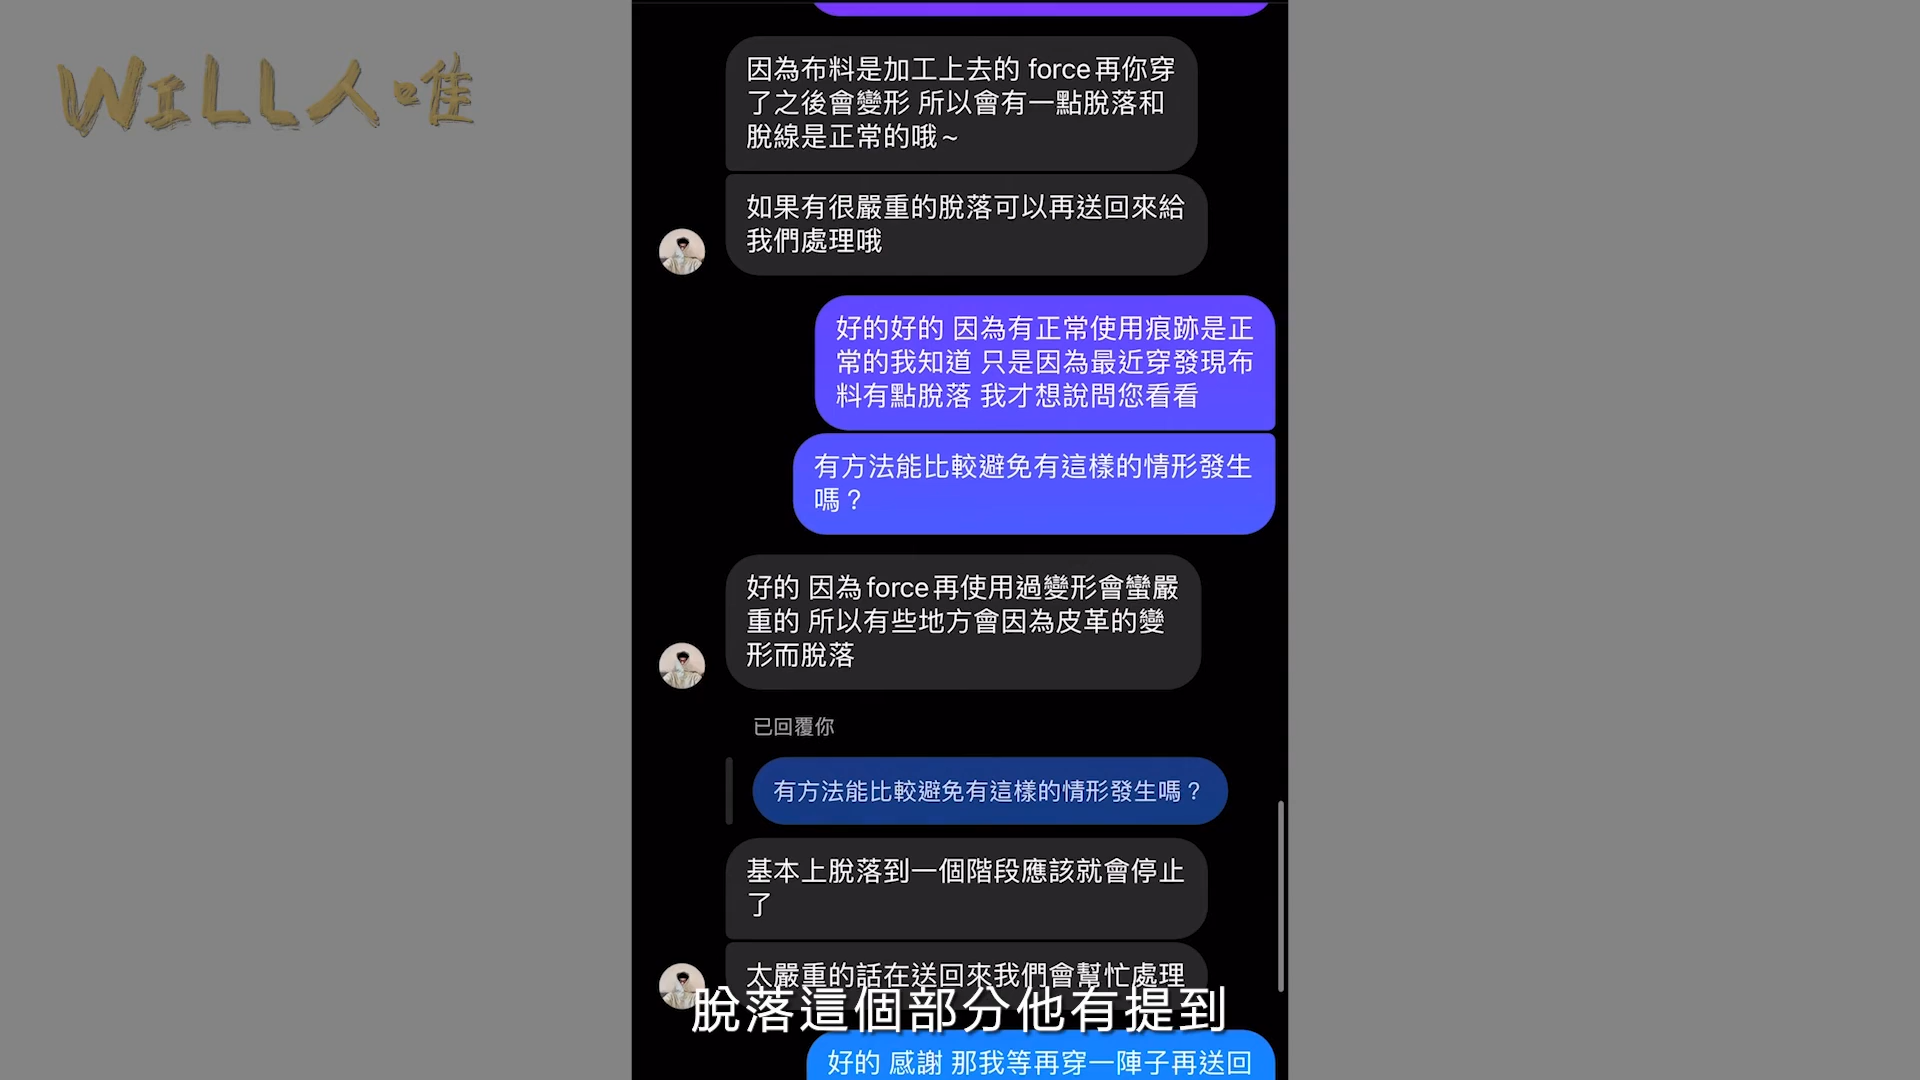 WiLL人唯
因為布料是加工上去的 force再你穿
了之後會變形 所以會有一點脫落和
脫線是正常的哦~
如果有很嚴重的脫落可以再送回來給
我們處理哦
好的好的 因為有正常使用痕跡是正
常的我知道 只是因為最近穿發現布
料有點脫落 我才想說問您看看
有方法能比較避免有這樣的情形發生
嗎？
好的 因為force再使用過變形會蠻嚴
重的 所以有些地方會因為皮革的變
形而脫落
已回覆你
有方法能比較避免有這樣的情形發生嗎？
基本上脫落到一個階段應該就會停止
了
太嚴重的話在送回來我們會幫忙處理
脫落這個部分他有提到
好的 感謝 那我等再穿一陣子再送回